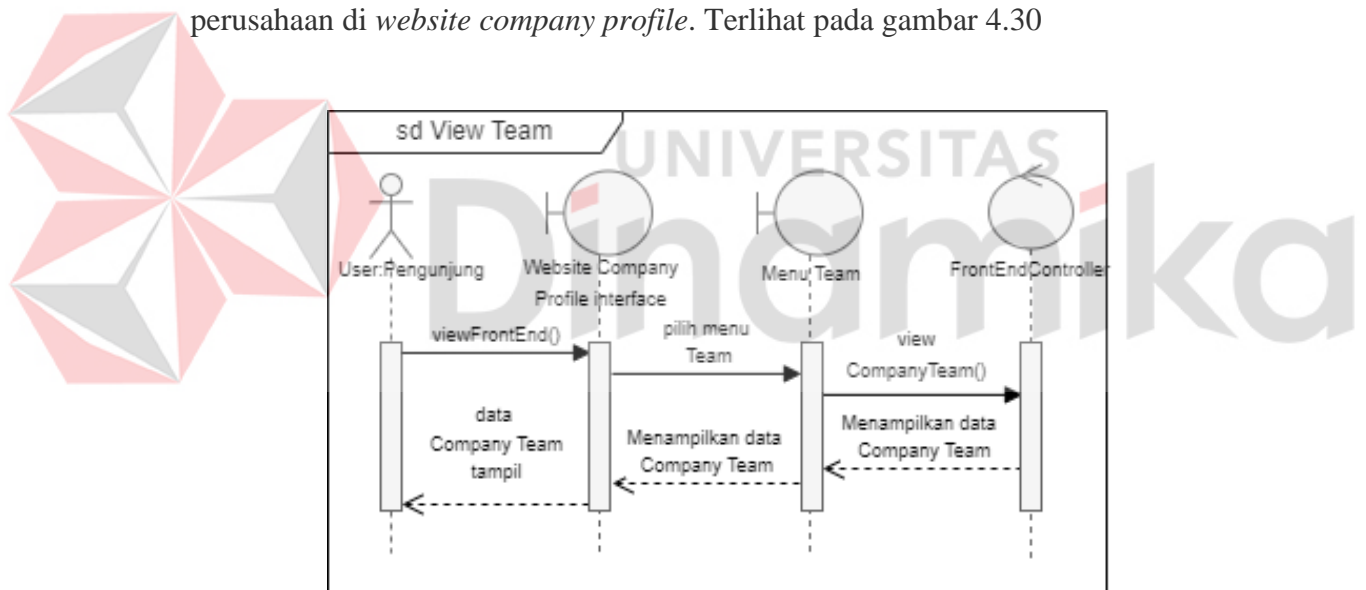 perusahaan di website company profile. Terlihat pada gambar 4.30
sd View Team
UNIVERSITAS
Dinamika
User:Pengunjung
Website Company
Profile interface
Menu Team
FrontEndController
viewFrontEnd()
pilih menu
Team
view
CompanyTeam()
data
Company Team
tampil
Menampilkan data
Company Team
Menampilkan data
Company Team